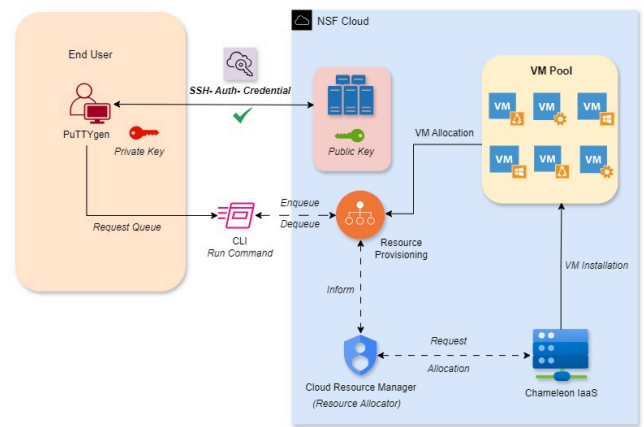 NSF Cloud
End User
SSH- Auth- Credential
PuTTYgen
Private Key
Public Key
VM Pool
VM
VM
VM
VM
VM
VM
VM Allocation
Request Queue
CLI
Run Command
Enqueue
Dequeue
Resource
Provisioning
VM Installation
Inform
Request
Allocation
Cloud Resource Manager
(Resource Allocator)
Chameleon IaaS